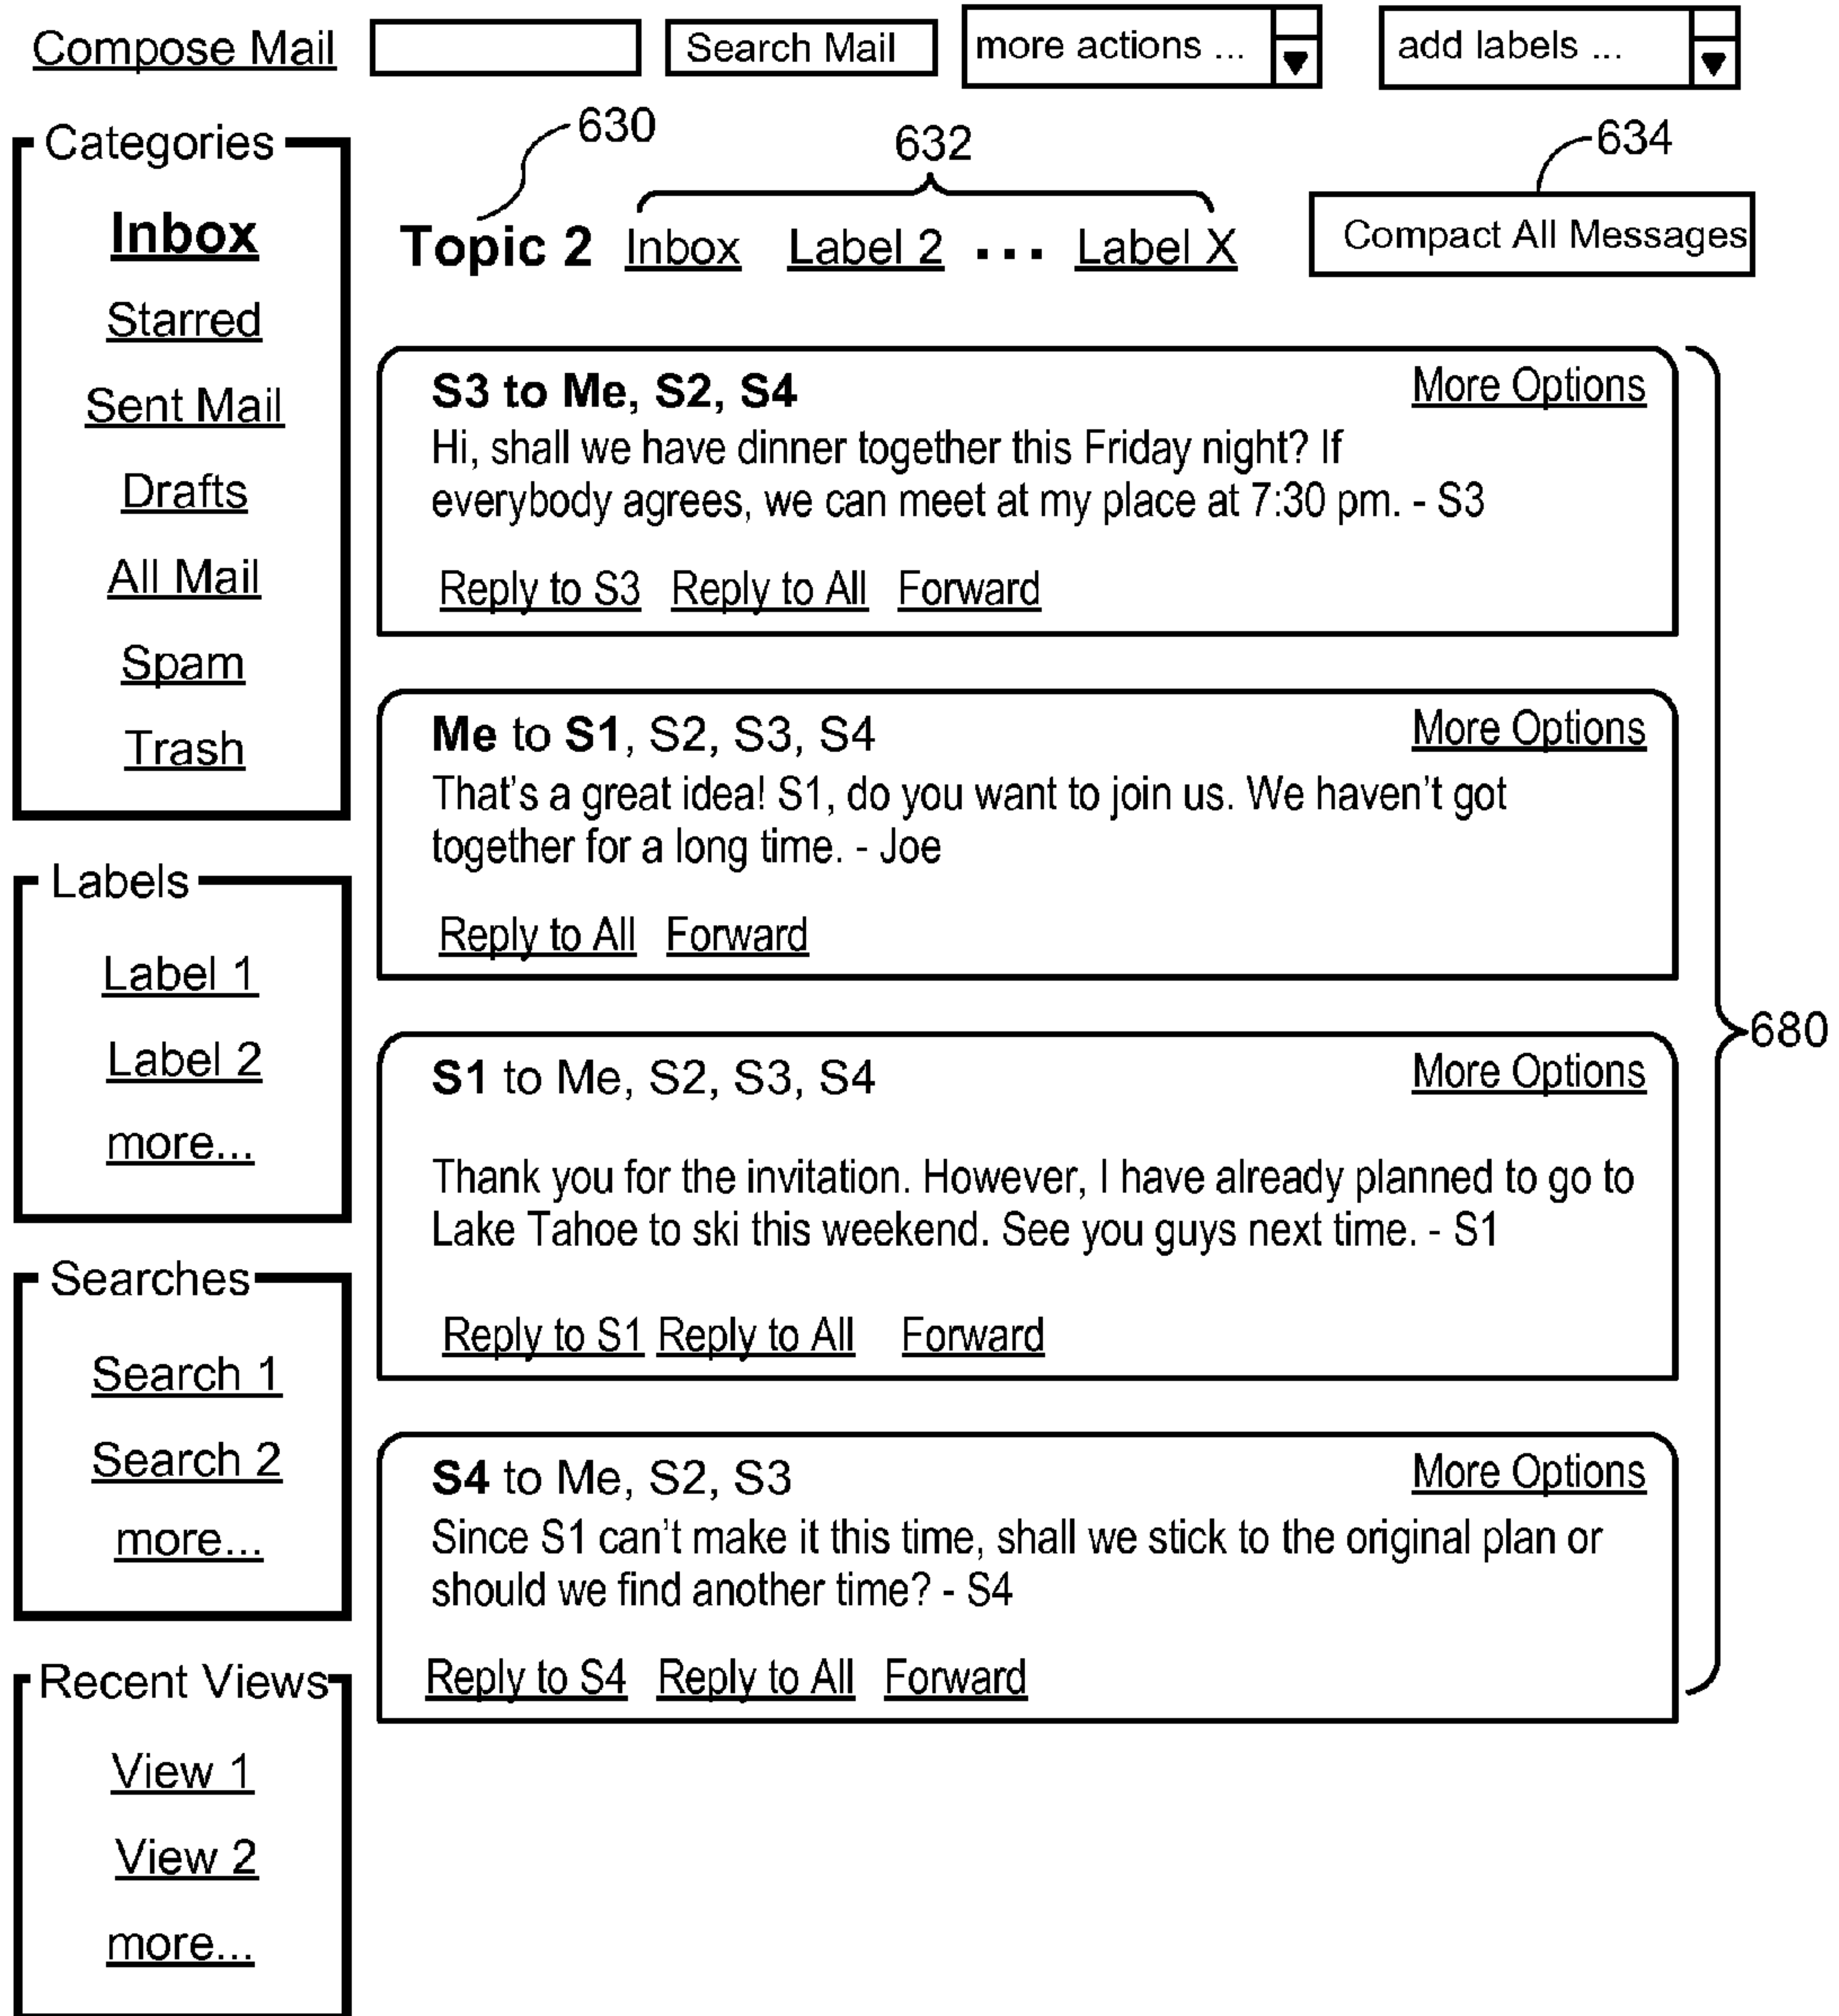 Compose Mail
Search Mail
more actions ...
add labels ...
630
632
634
Categories
Inbox
Starred
Sent Mail
Drafts
All Mail
Spam
Trash
Labels
Label 1
Label 2
more...
Searches
Search 1
Search 2
more...
Recent Views
View 1
View 2
more...
Topic 2 Inbox Label 2 ... Label X
Compact All Messages
S3 to Me, S2, S4 More Options
Hi, shall we have dinner together this Friday night? If
everybody agrees, we can meet at my place at 7:30 pm. - S3
Reply to S3 Reply to All Forward
Me to S1, S2, S3, S4 More Options
That's a great idea! S1, do you want to join us. We haven't got
together for a long time. - Joe
Reply to All Forward
S1 to Me, S2, S3, S4 More Options
Thank you for the invitation. However, I have already planned to go to
Lake Tahoe to ski this weekend. See you guys next time. - S1
Reply to S1 Reply to All Forward
S4 to Me, S2, S3 More Options
Since S1 can't make it this time, shall we stick to the original plan or
should we find another time? - S4
Reply to S4 Reply to All Forward
680